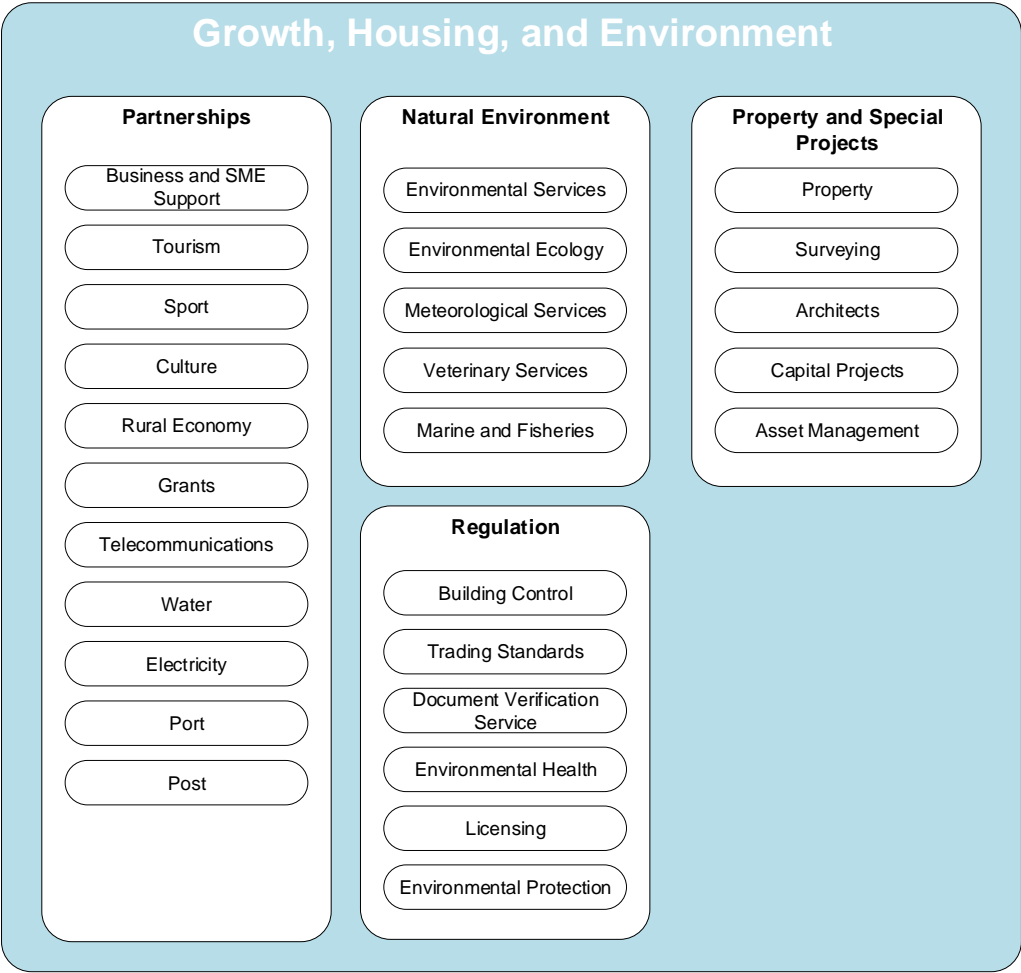 Growth, Housing, and Environment
Partnerships
Business and SME
Support
Tourism
Sport
Culture
Rural Economy
Grants
Telecommunications
Water
Electricity
Port
Post
Natural Environment
Environmental Services
Environmental Ecology
Meteorological Services
Veterinary Services
Marine and Fisheries
Regulation
Building Control
Trading Standards
Document Verification
Service
Environmental Health
Licensing
Environmental Protection
Property and Special
Projects
Property
Surveying
Architects
Capital Projects
Asset Management